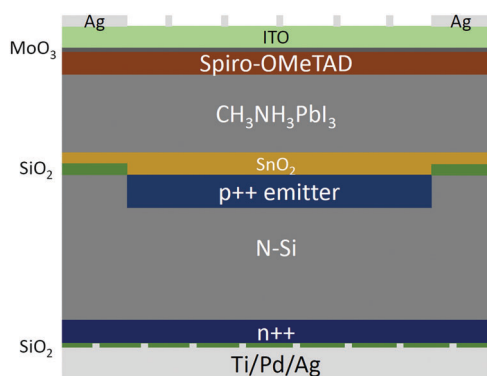 Ag Ag
ITO
MoO₃
Spiro-OMeTAD
CH₃NH₃PbI₃
SiO₂
SnO₂
p++ emitter
N-Si
n++
SiO₂
Ti/Pd/Ag